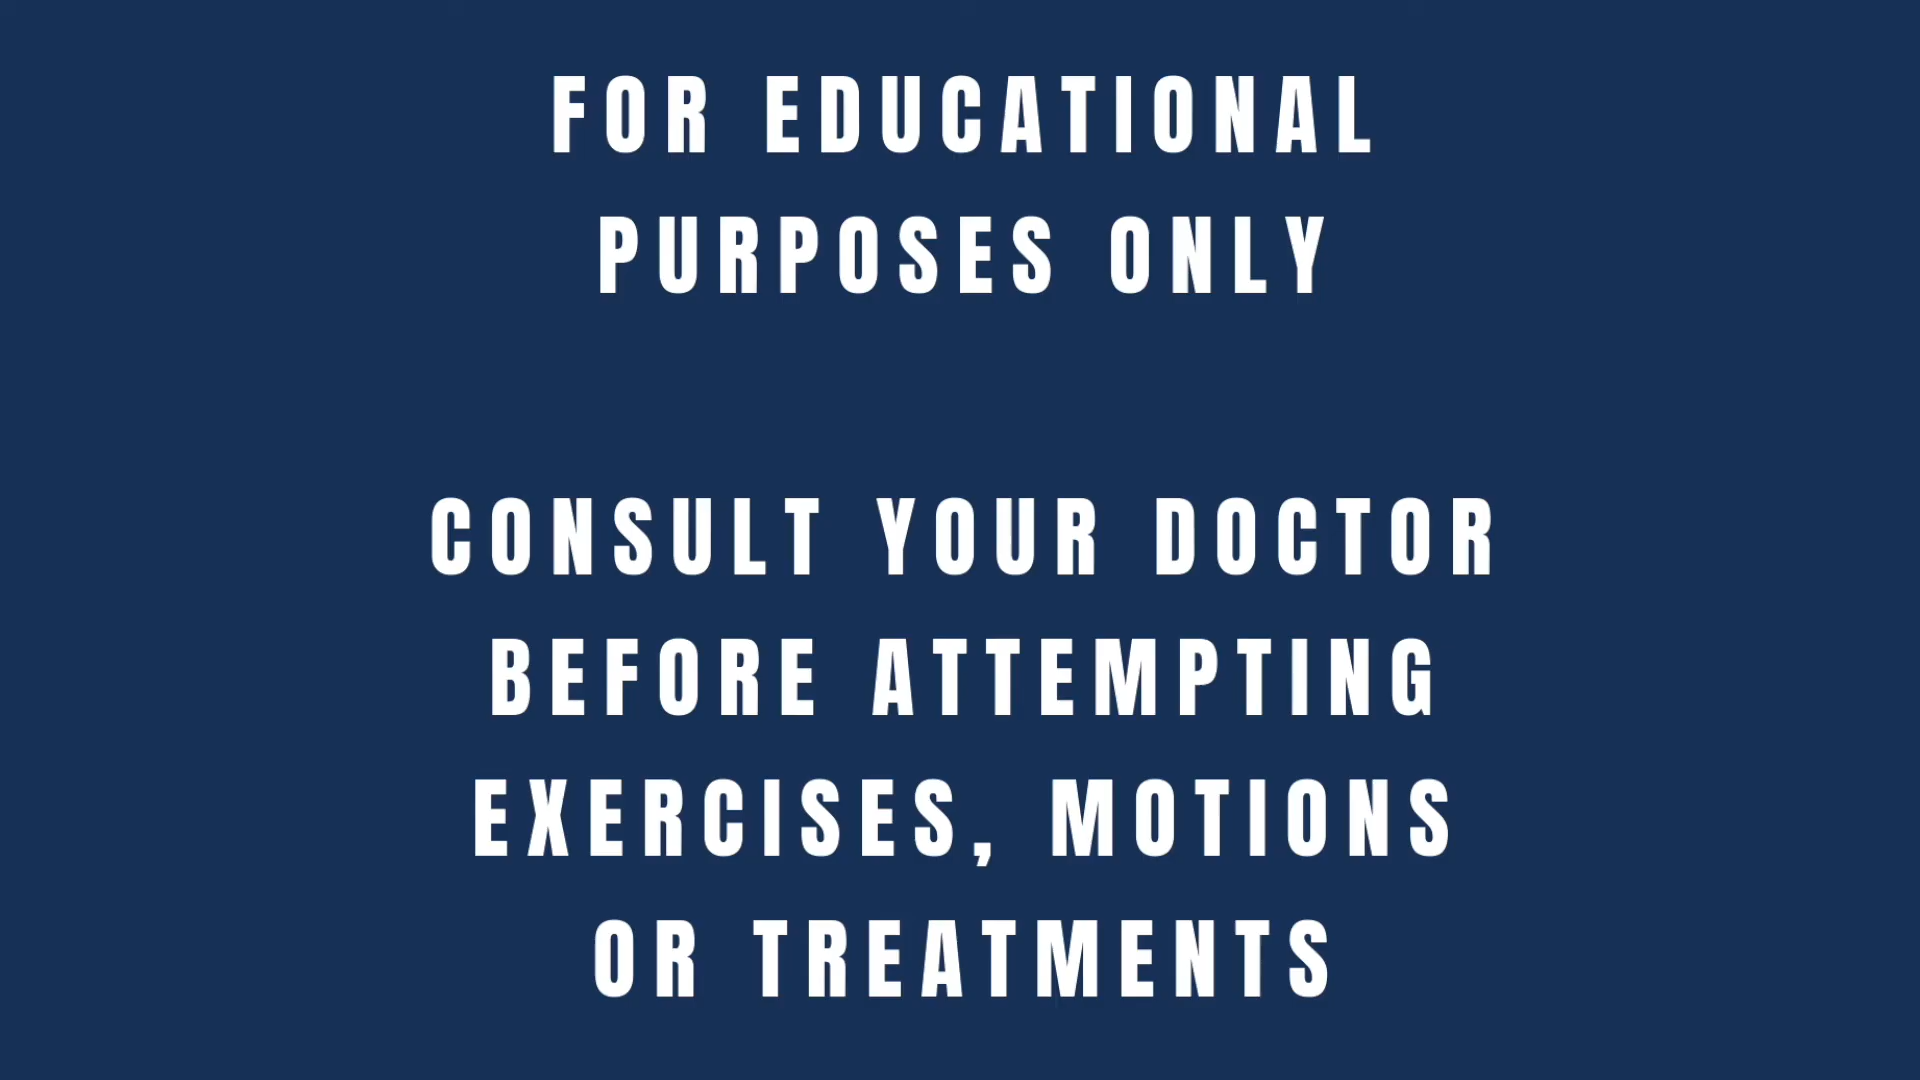 FOR EDUCATIONAL
PURPOSES ONLY
CONSULT YOUR DOCTOR
BEFORE ATTEMPTING
EXERCISES, MOTIONS
OR TREATMENTS